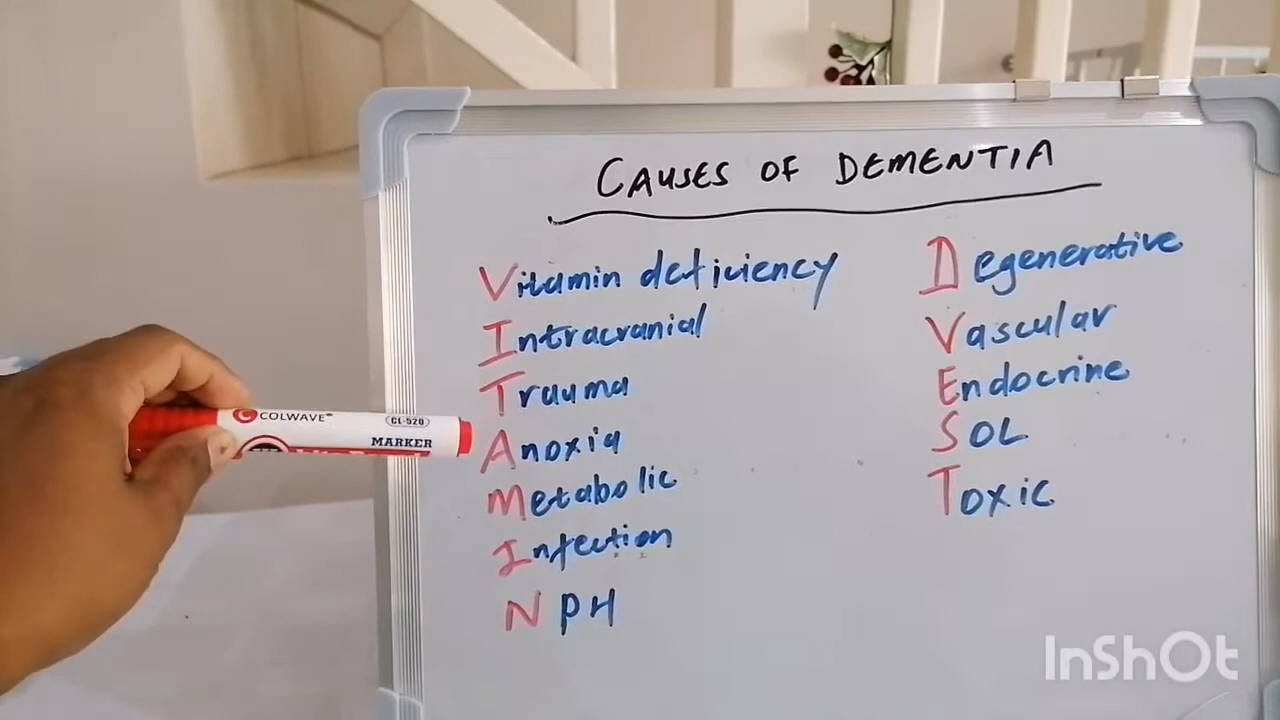 CAUSES OF DEMENTIA
Vitamin deficiency
Intracranial
Trauma
Anoxia
Metabolic
Infection
NPH
Degenerative
Vascular
Endocrine
SOL
Toxic
COLWAVE
CL-520
MARKER
InShOt